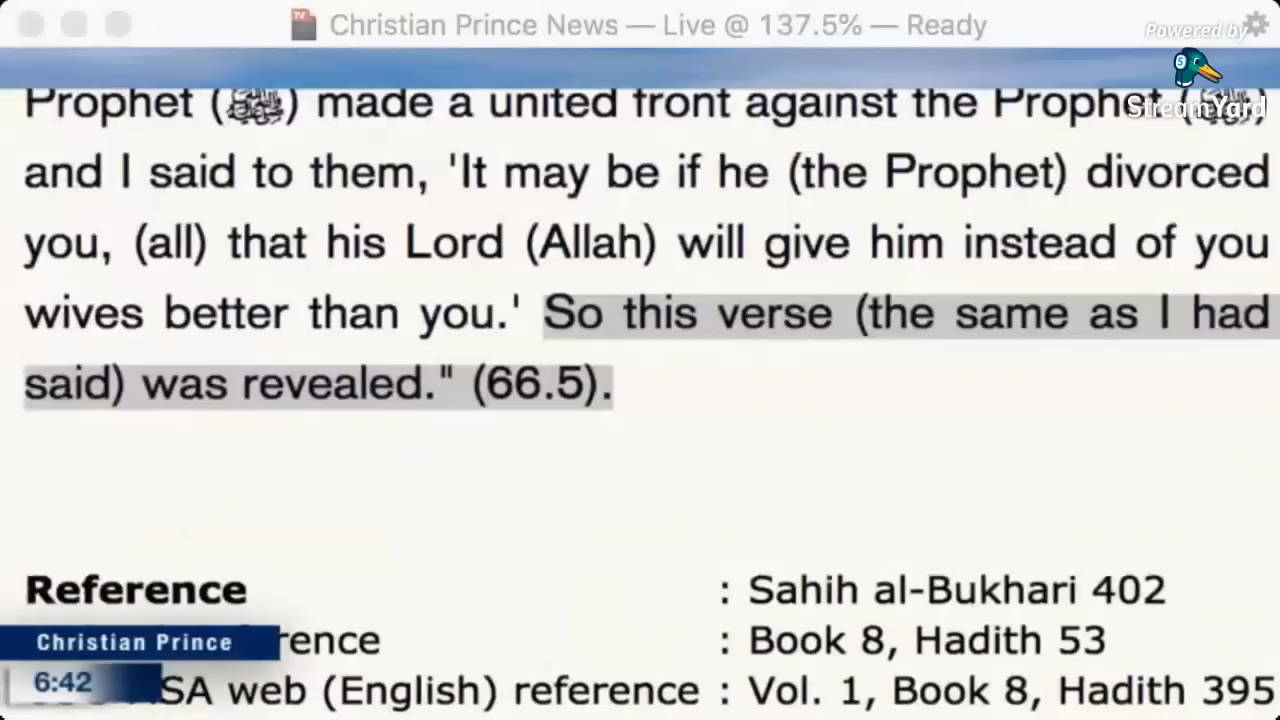 Christian Prince News — Live @ 137.5% — Ready
Powered by
StreamYard
Prophet (ﷺ) made a united front against the Prophet (ﷺ)
and I said to them, 'It may be if he (the Prophet) divorced
you, (all) that his Lord (Allah) will give him instead of you
wives better than you.' So this verse (the same as I had
said) was revealed." (66.5).
Reference : Sahih al-Bukhari 402
rence : Book 8, Hadith 53
SA web (English) reference : Vol. 1, Book 8, Hadith 395
Christian Prince
6:42